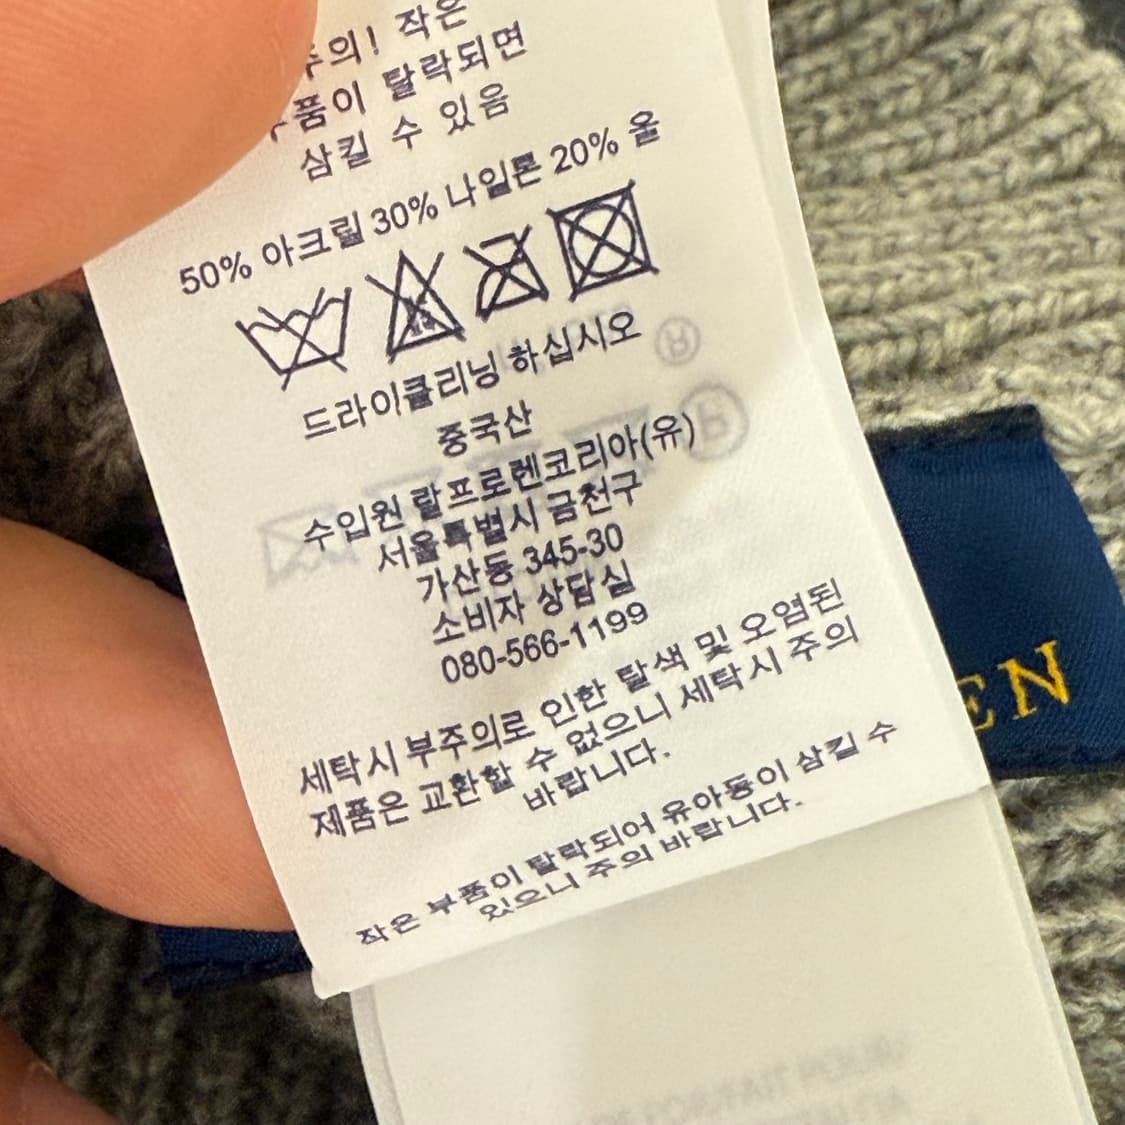 주의! 작은
부품이 탈락되면
삼킬 수 있음
50% 아크릴 30% 나일론 20% 울
드라이클리닝 하십시오
중국산
수입원 랄프로렌코리아(유)
서울특별시 금천구
가산동 345-30
소비자 상담실
080-566-1199
세탁시 부주의로 인한 탈색 및 오염된
제품은 교환할 수 없으니 세탁시 주의
바랍니다.
작은 부품이 탈락되어 유아동이 삼킬 수
있으니 주의 바랍니다.
EN